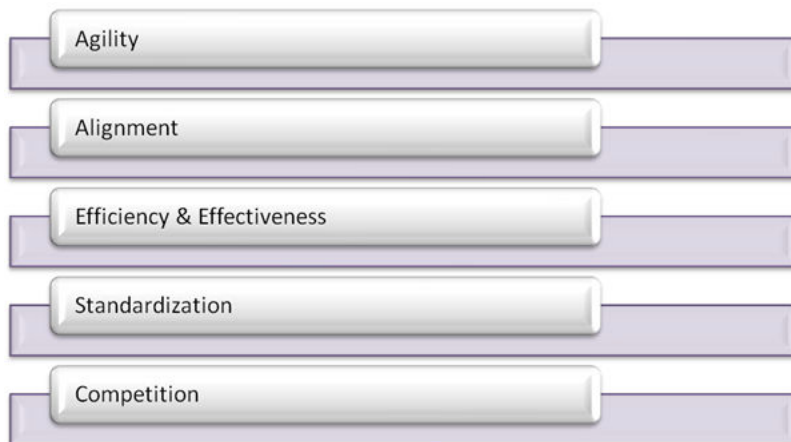 Agility
Alignment
Efficiency & Effectiveness
Standardization
Competition